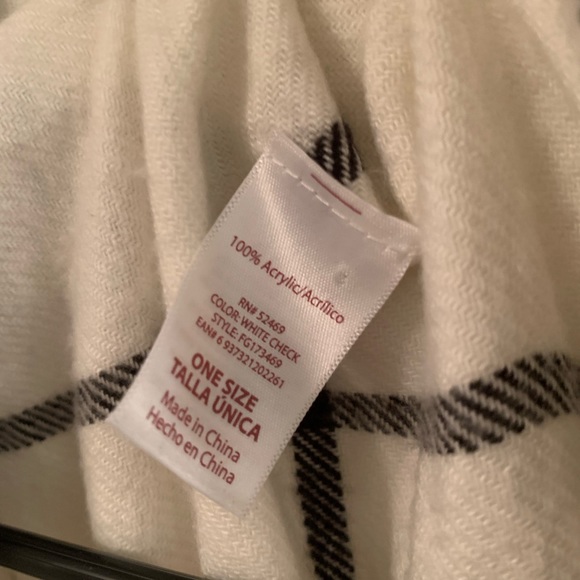 100% Acrylic/Acrílico
RN# 52469
COLOR: WHITE CHECK
STYLE: FG173469
EAN# 6 937321202261
ONE SIZE
TALLA ÚNICA
Made in China
Hecho en China